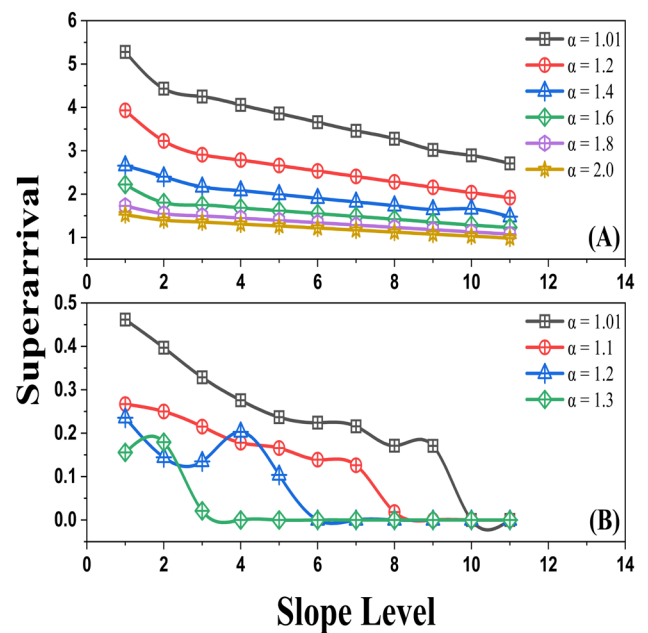 6
5
4
3
2
1
0 2 4 6 8 10 12 14
α = 1.01
α = 1.2
α = 1.4
α = 1.6
α = 1.8
α = 2.0
(A)
Superarrival
0.5
0.4
0.3
0.2
0.1
0.0
0 2 4 6 8 10 12 14
α = 1.01
α = 1.1
α = 1.2
α = 1.3
(B)
Slope Level